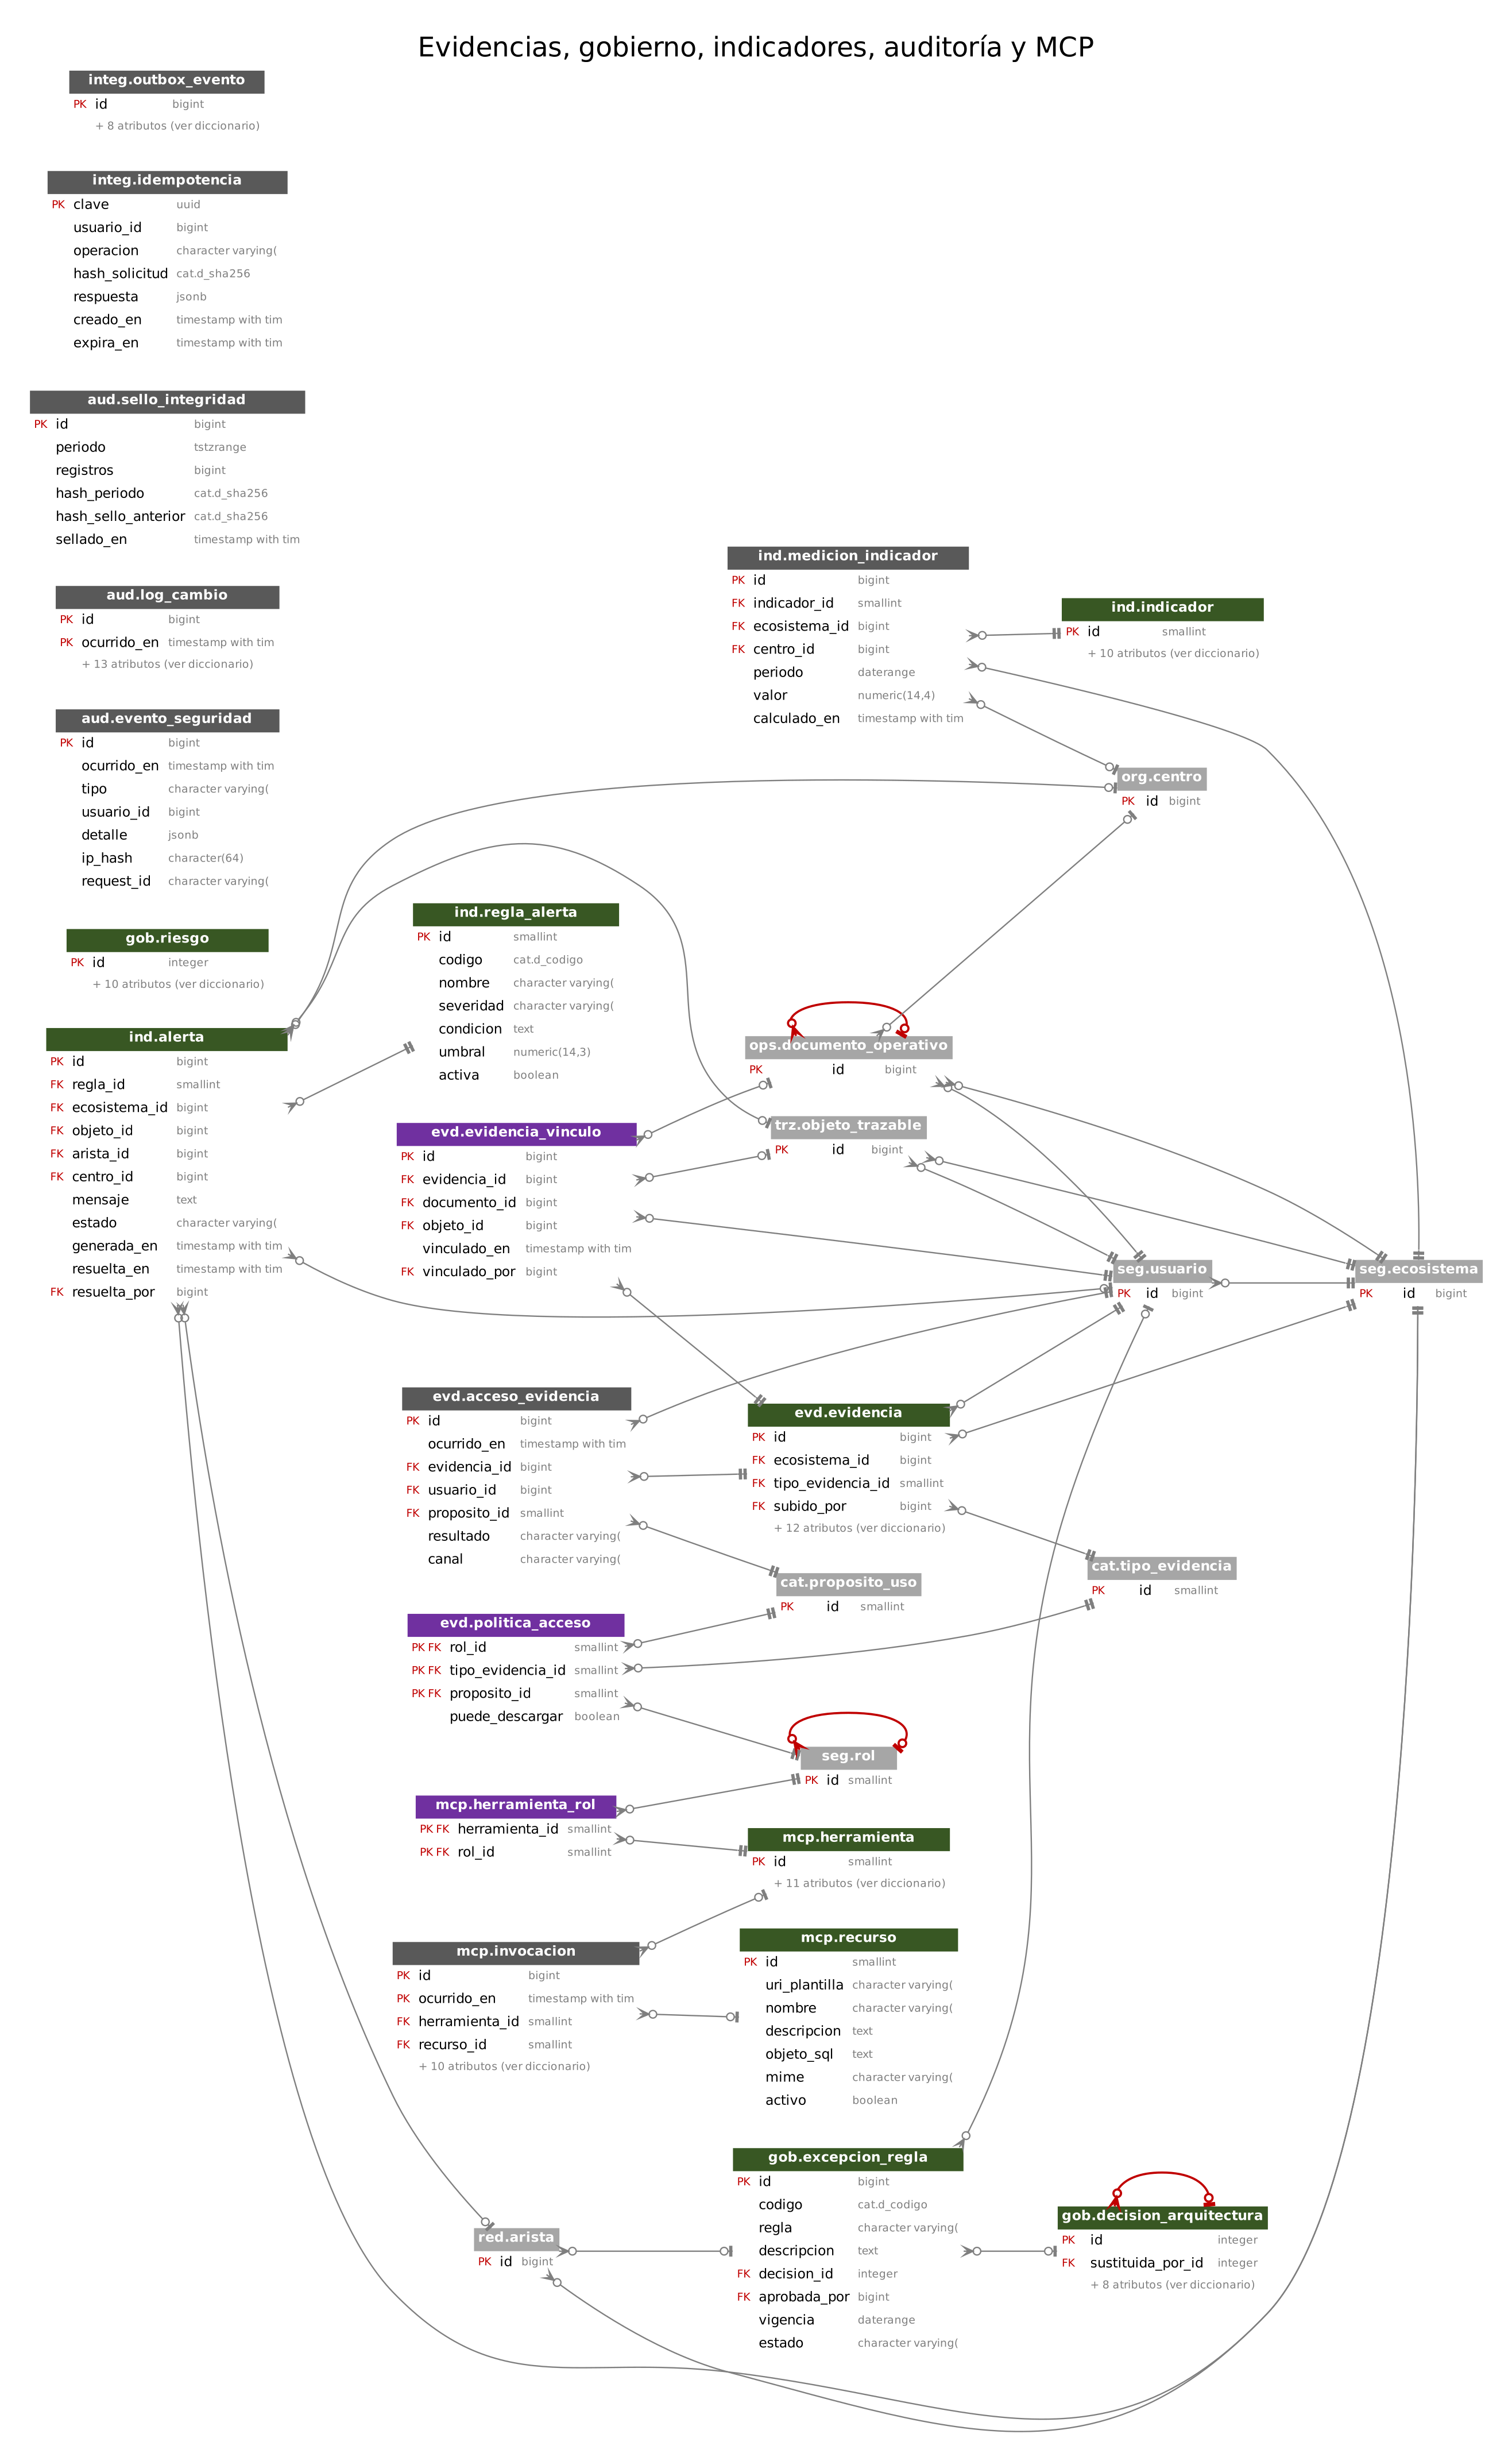 Evidencias, gobierno, indicadores, auditoría y MCP
integ.outbox_evento
PK id bigint
+ 8 atributos (ver diccionario)
integ.idempotencia
PK clave uuid
usuario_id bigint
operacion character varying(
hash_solicitud cat.d_sha256
respuesta jsonb
creado_en timestamp with tim
expira_en timestamp with tim
aud.sello_integridad
PK id bigint
periodo tstzrange
registros bigint
hash_periodo cat.d_sha256
hash_sello_anterior cat.d_sha256
sellado_en timestamp with tim
aud.log_cambio
PK id bigint
PK ocurrido_en timestamp with tim
+ 13 atributos (ver diccionario)
aud.evento_seguridad
PK id bigint
ocurrido_en timestamp with tim
tipo character varying(
usuario_id bigint
detalle jsonb
ip_hash character(64)
request_id character varying(
gob.riesgo
PK id integer
+ 10 atributos (ver diccionario)
ind.alerta
PK id bigint
FK regla_id smallint
FK ecosistema_id bigint
FK objeto_id bigint
FK arista_id bigint
FK centro_id bigint
mensaje text
estado character varying(
generada_en timestamp with tim
resuelta_en timestamp with tim
FK resuelta_por bigint
ind.regla_alerta
PK id smallint
codigo cat.d_codigo
nombre character varying(
severidad character varying(
condicion text
umbral numeric(14,3)
activa boolean
evd.evidencia_vinculo
PK id bigint
FK evidencia_id bigint
FK documento_id bigint
FK objeto_id bigint
vinculado_en timestamp with tim
FK vinculado_por bigint
evd.acceso_evidencia
PK id bigint
ocurrido_en timestamp with tim
FK evidencia_id bigint
FK usuario_id bigint
FK proposito_id smallint
resultado character varying(
canal character varying(
evd.politica_acceso
PK FK rol_id smallint
PK FK tipo_evidencia_id smallint
PK FK proposito_id smallint
puede_descargar boolean
mcp.herramienta_rol
PK FK herramienta_id smallint
PK FK rol_id smallint
mcp.invocacion
PK id bigint
PK ocurrido_en timestamp with tim
FK herramienta_id smallint
FK recurso_id smallint
+ 10 atributos (ver diccionario)
red.arista
PK id bigint
ind.medicion_indicador
PK id bigint
FK indicador_id smallint
FK ecosistema_id bigint
FK centro_id bigint
periodo daterange
valor numeric(14,4)
calculado_en timestamp with tim
ops.documento_operativo
PK id bigint
trz.objeto_trazable
PK id bigint
evd.evidencia
PK id bigint
FK ecosistema_id bigint
FK tipo_evidencia_id smallint
FK subido_por bigint
+ 12 atributos (ver diccionario)
cat.proposito_uso
PK id smallint
seg.rol
PK id smallint
mcp.herramienta
PK id smallint
+ 11 atributos (ver diccionario)
mcp.recurso
PK id smallint
uri_plantilla character varying(
nombre character varying(
descripcion text
objeto_sql text
mime character varying(
activo boolean
gob.excepcion_regla
PK id bigint
codigo cat.d_codigo
regla character varying(
descripcion text
FK decision_id integer
FK aprobada_por bigint
vigencia daterange
estado character varying(
ind.indicador
PK id smallint
+ 10 atributos (ver diccionario)
org.centro
PK id bigint
seg.usuario
PK id bigint
cat.tipo_evidencia
PK id smallint
gob.decision_arquitectura
PK id integer
FK sustituida_por_id integer
+ 8 atributos (ver diccionario)
seg.ecosistema
PK id bigint